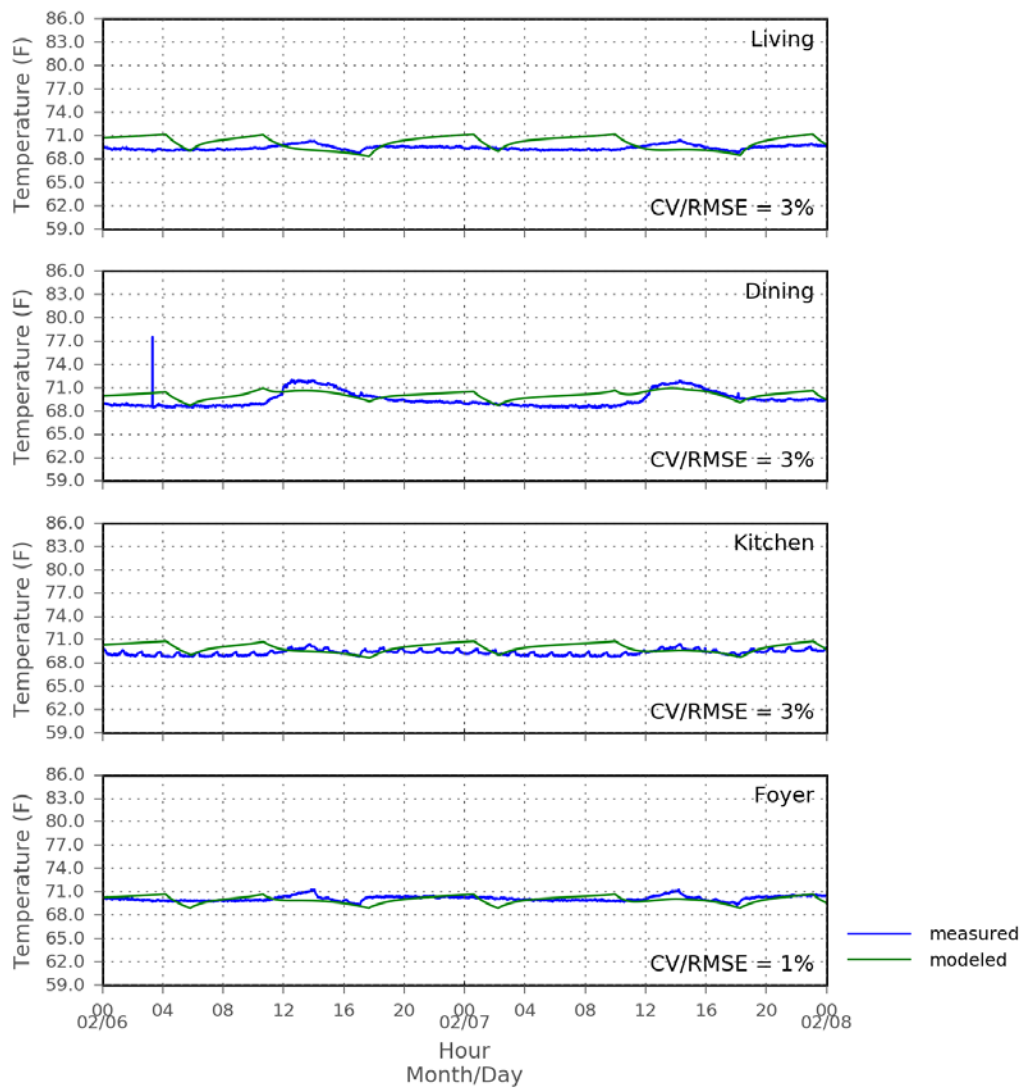 86.0
83.0
80.0
77.0
74.0
71.0
68.0
65.0
62.0
59.0
Temperature (F)
Living
CV/RMSE = 3%
86.0
83.0
80.0
77.0
74.0
71.0
68.0
65.0
62.0
59.0
Temperature (F)
Dining
CV/RMSE = 3%
86.0
83.0
80.0
77.0
74.0
71.0
68.0
65.0
62.0
59.0
Temperature (F)
Kitchen
CV/RMSE = 3%
86.0
83.0
80.0
77.0
74.0
71.0
68.0
65.0
62.0
59.0
Temperature (F)
Foyer
CV/RMSE = 1%
measured
modeled
00 04 08 12 16 20 00 04 08 12 16 20 00
02/06 02/07 02/08
Hour
Month/Day